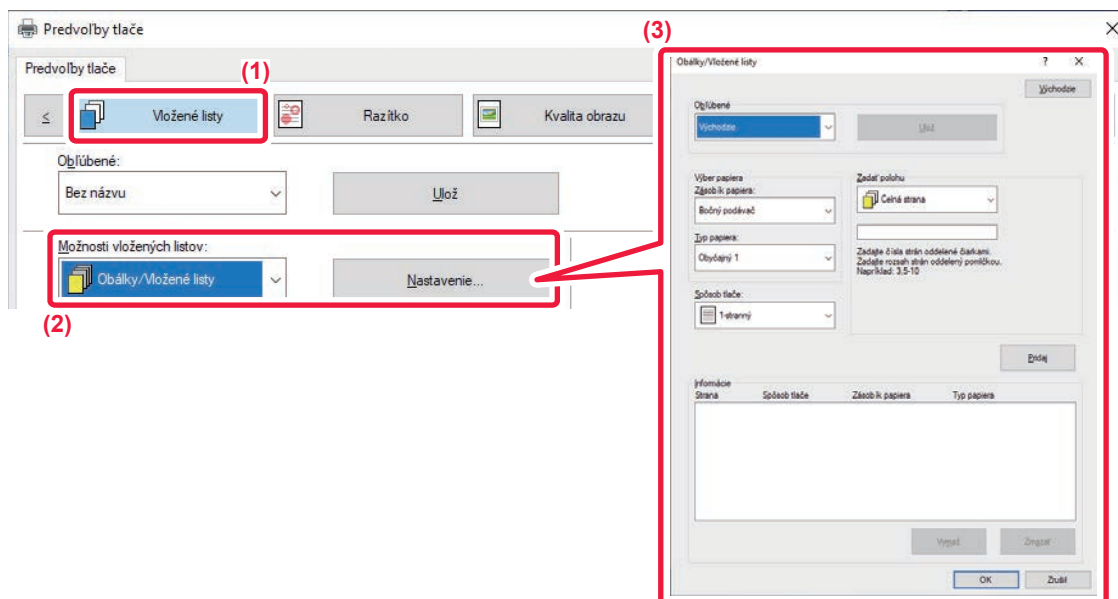 Predvoľby tlače
(3)
Predvoľby tlače
(1)
≤
Vložené listy
Razítko
Kvalita obrazu
Obľúbené:
Bez názvu
Ulož
Možnosti vložených listov:
Obálky/Vložené listy
Nastavenie...
(2)
Obálky/Vložené listy
?
Východzie
Obľúbené
Východzie
Ulož
Výber papiera
Zásobík papiera:
Bočný podávač
Typ papiera:
Obyčajný 1
Spôsob tlače:
1-stranný
Zadať polohu
Čelná strana
Zadajte čísla strán oddelené čiarkami.
Zadajte rozsah strán oddelený pomlčkou.
Napríklad: 3,5-10
Pridaj
Informácie
Strana Spôsob tlače Zásobík papiera Typ papiera
Vymaž
Zmazať
OK
Zrušiť